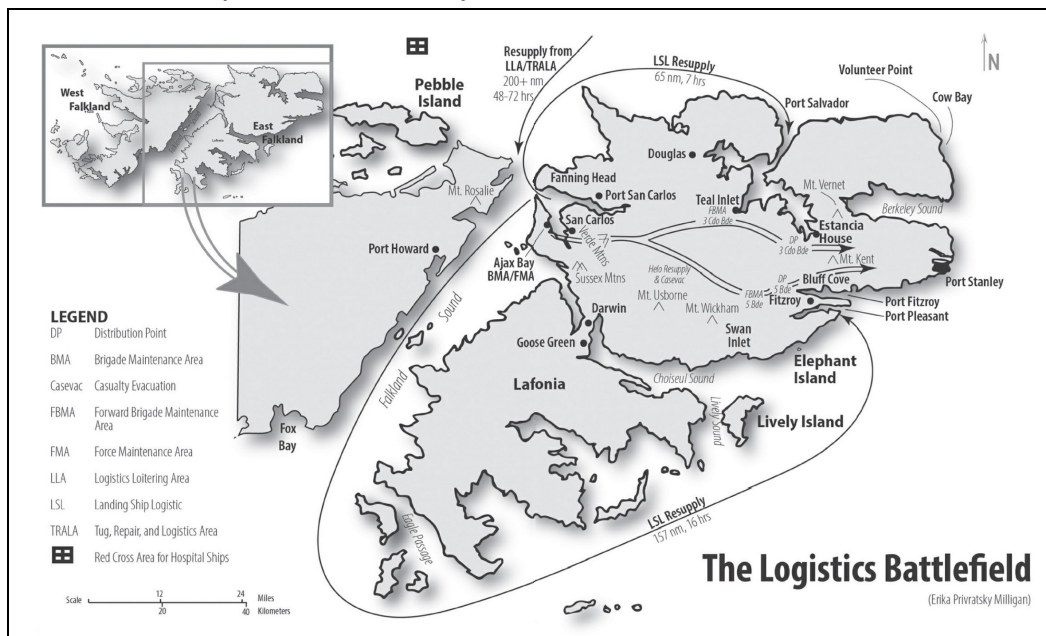 West
Falkland
East
Falkland
Pebble
Island
Resupply from
LLA/TRALA
200+ nm
48-72 hrs
LSL Resupply
65 nm, 7 hrs
N
Volunteer Point
Cow Bay
Port Salvador
Douglas
Fanning Head
Port San Carlos
Mt. Rosalie
San Carlos
Verde Mtns
Teal Inlet
FBMA
3 Cdo Bde
Mt. Vernet
Berkeley Sound
Estancia
House
DP
3 Cdo Bde
Mt. Kent
Port Howard
Ajax Bay
BMA/FMA
Sussex Mtns
Helo Resupply
& Casevac
DP
5 Bde
Bluff Cove
Port Stanley
FBMA
5 Bde
Fitzroy
Port Fitzroy
Port Pleasant
Mt. Usborne
Mt. Wickham
Darwin
Goose Green
Swan
Inlet
Elephant
Island
Falkland
Sound
Lafonia
Choiseul Sound
Lively Sound
Lively Island
Fox
Bay
Eagle Passage
LSL Resupply
157 nm, 16 hrs
LEGEND
DP Distribution Point
BMA Brigade Maintenance Area
Casevac Casualty Evacuation
FBMA Forward Brigade Maintenance
Area
FMA Force Maintenance Area
LLA Logistics Loitering Area
LSL Landing Ship Logistic
TRALA Tug, Repair, and Logistics Area
Red Cross Area for Hospital Ships
Scale 12 24 Miles
20 40 Kilometers
The Logistics Battlefield
(Erika Privratsky Milligan)